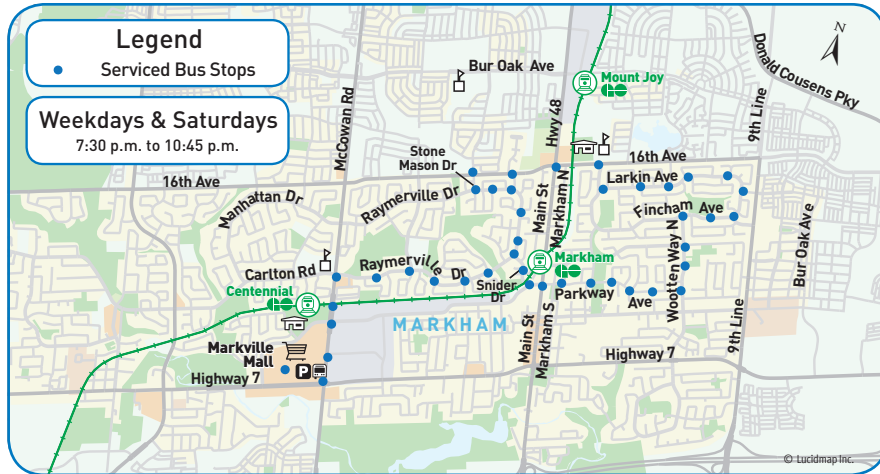 Legend
Serviced Bus Stops
Weekdays & Saturdays
7:30 p.m. to 10:45 p.m.
N
Donald Cousens Pky
Bur Oak Ave
Mount Joy
Hwy 48
9th Line
McCowan Rd
Stone
Mason Dr
16th Ave
16th Ave
Larkin Ave
Manhattan Dr
Raymerville Dr
Main St
Markham N
Fincham Ave
Wootten Way N
Bur Oak Ave
Carlton Rd
Raymerville Dr
Markham
Centennial
Snider
Dr
Parkway Ave
MARKHAM
Main St
Markham S
9th Line
Markville
Mall
P
Highway 7
Highway 7
© Lucidmap Inc.